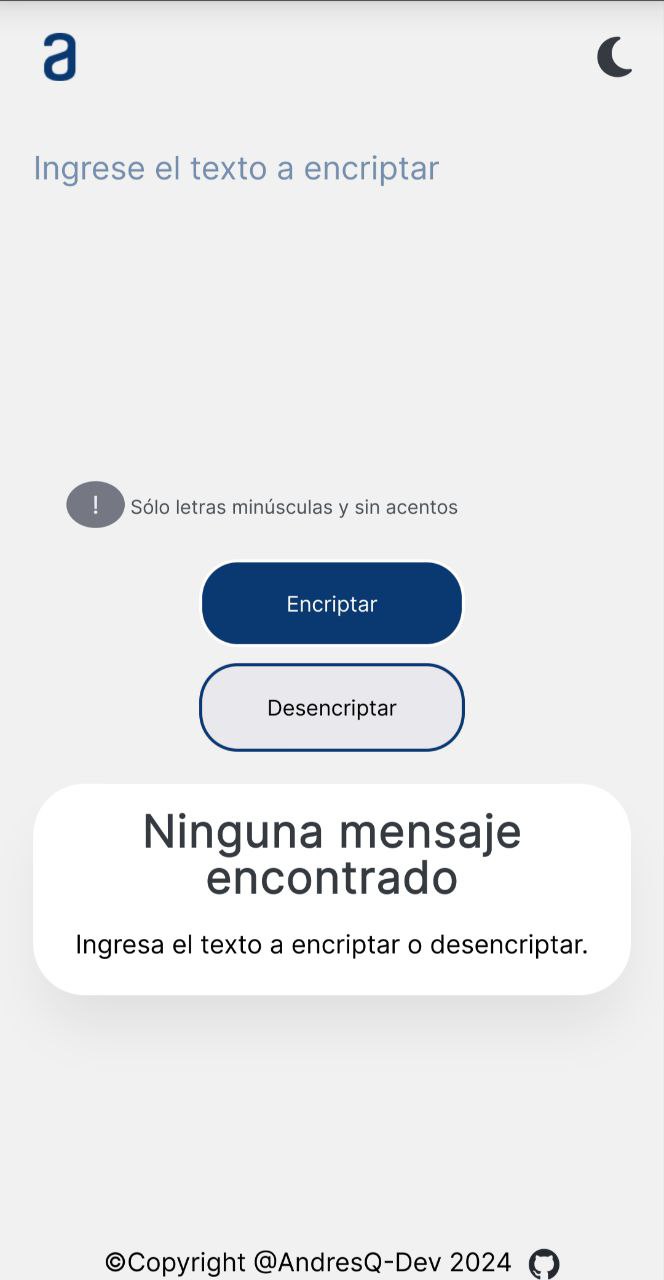 a
Ingrese el texto a encriptar
!
Sólo letras minúsculas y sin acentos
Encriptar
Desencriptar
Ninguna mensaje
encontrado
Ingresa el texto a encriptar o desencriptar.
©Copyright @AndresQ-Dev 2024